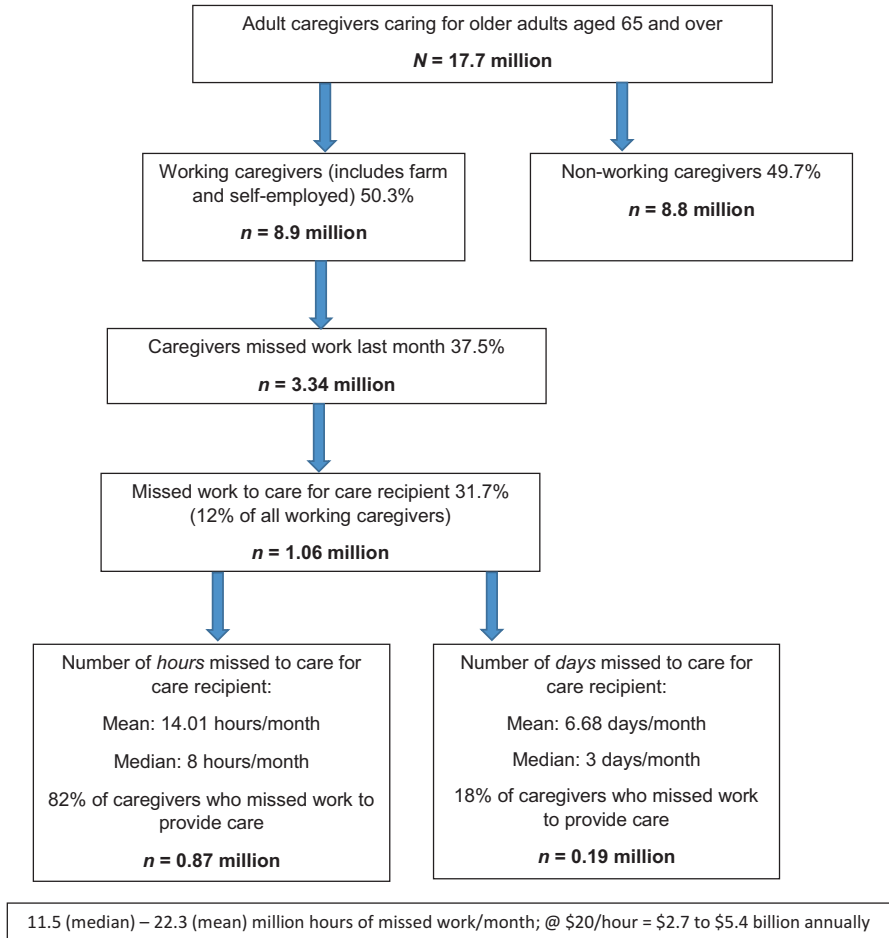 Adult caregivers caring for older adults aged 65 and over
N = 17.7 million
Working caregivers (includes farm
and self-employed) 50.3%
n = 8.9 million
Non-working caregivers 49.7%
n = 8.8 million
Caregivers missed work last month 37.5%
n = 3.34 million
Missed work to care for care recipient 31.7%
(12% of all working caregivers)
n = 1.06 million
Number of hours missed to care for
care recipient:
Mean: 14.01 hours/month
Median: 8 hours/month
82% of caregivers who missed work to
provide care
n = 0.87 million
Number of days missed to care for
care recipient:
Mean: 6.68 days/month
Median: 3 days/month
18% of caregivers who missed work
to provide care
n = 0.19 million
11.5 (median) – 22.3 (mean) million hours of missed work/month; @ $20/hour = $2.7 to $5.4 billion annually